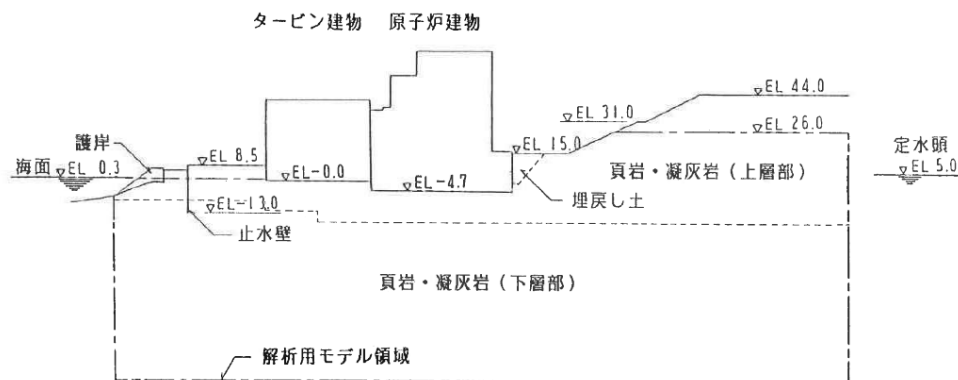 タービン建物 原子炉建物
EL 44.0
EL 31.0
護岸
EL 26.0
EL 15.0
定水頭
海面 EL 0.3
EL 8.5
EL 5.0
EL-0.0
頁岩・凝灰岩(上層部)
EL-4.7
埋戻し土
EL-13.0
止水壁
頁岩・凝灰岩(下層部)
解析用モデル領域